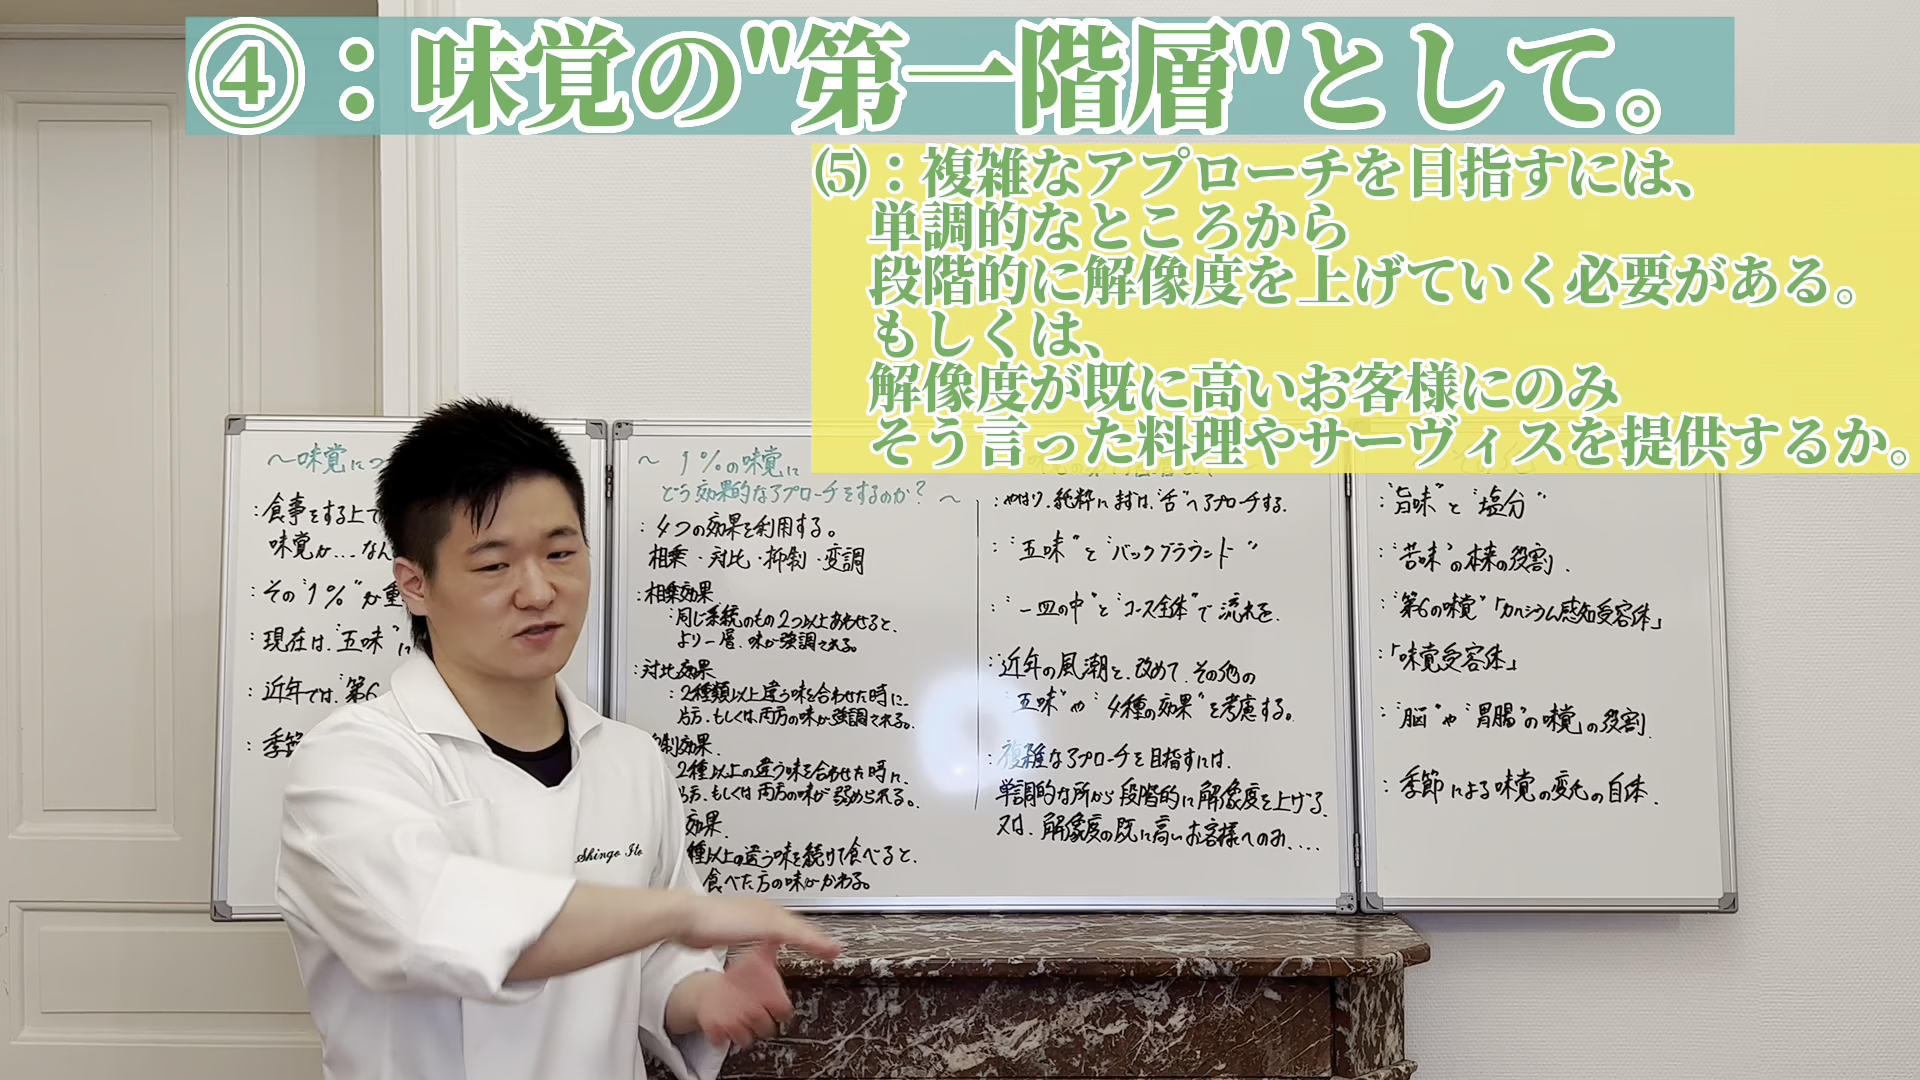 ④：味覚の"第一階層"として。
⑸：複雑なアプローチを目指すには、
単調的なところから
段階的に解像度を上げていく必要がある。
もしくは、
解像度が既に高いお客様にのみ
そう言った料理やサーヴィスを提供するか。
～味覚につ
：食事をする上で
味覚が…なん
：その"1%"が重
：現在は、"五味"に
：近年では、"第6
：季節
～1%の味覚に
どう効果的なアプローチをするのか？～
：4つの効果を利用する。
相乗・対比・抑制・変調
：相乗効果
：同じ系統のもの2つ以上あわせると、
より一層、味が強調される。
：対比効果
：2種類以上違う味を合わせた時に、
片方、もしくは両方の味が強調される。
制効果.
2種以上の違う味を合わせた時に、
片方、もしくは両方の味が弱められる。
効果.
種以上の違う味を続けて食べると、
食べた方の味がかわる。
：やはり、純粋にまずは、"舌"へアプローチする.
："五味"と"バックグラウンド"
："一皿の中"と"コース全体"で流れを.
：近年の風潮と、改めて、その他の
"五味"や"4種の効果"を考慮する。
：複雑なアプローチを目指すには、
単調的な所から段階的に解像度を上げる.
又は、解像度の既に高いお客様へのみ、…
："旨味"と"塩分"
："苦味"の本来の役割.
："第6の味覚"「カルシウム感知受容体」
：「味覚受容体」
："脳"や"胃腸"の「味覚」の役割.
：季節による味覚の変化の自体.
Shingo Ito